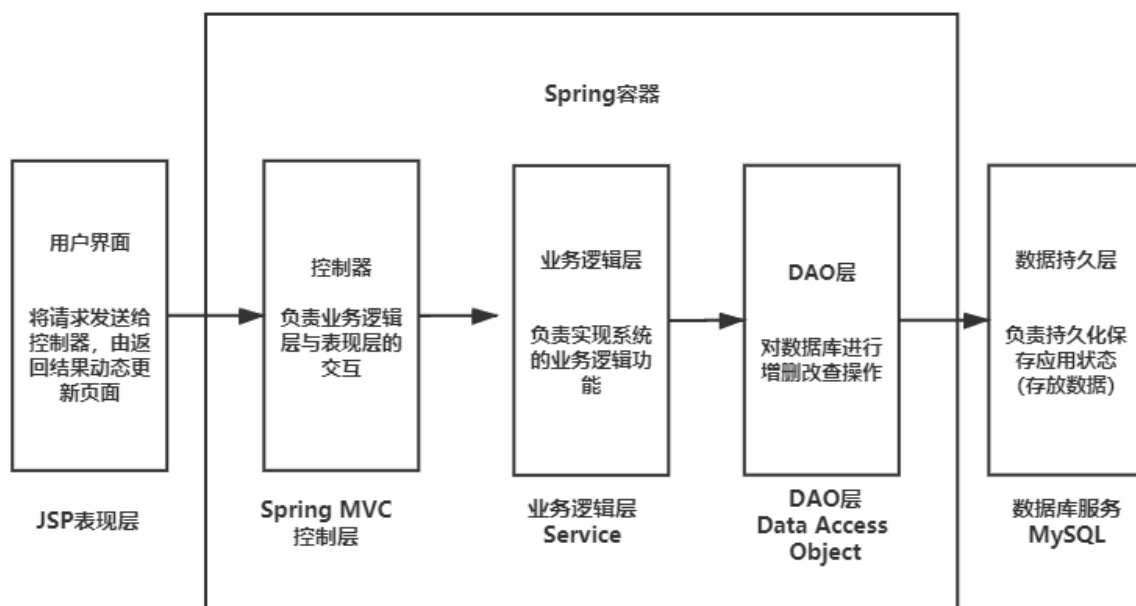 Spring容器
用户界面
将请求发送给
控制器，由返
回结果动态更
新页面
JSP表现层
控制器
负责业务逻辑
层与表现层的
交互
Spring MVC
控制层
业务逻辑层
负责实现系统
的业务逻辑功
能
业务逻辑层
Service
DAO层
对数据库进行
增删改查操作
DAO层
Data Access
Object
数据持久层
负责持久化保
存应用状态
(存放数据)
数据库服务
MySQL